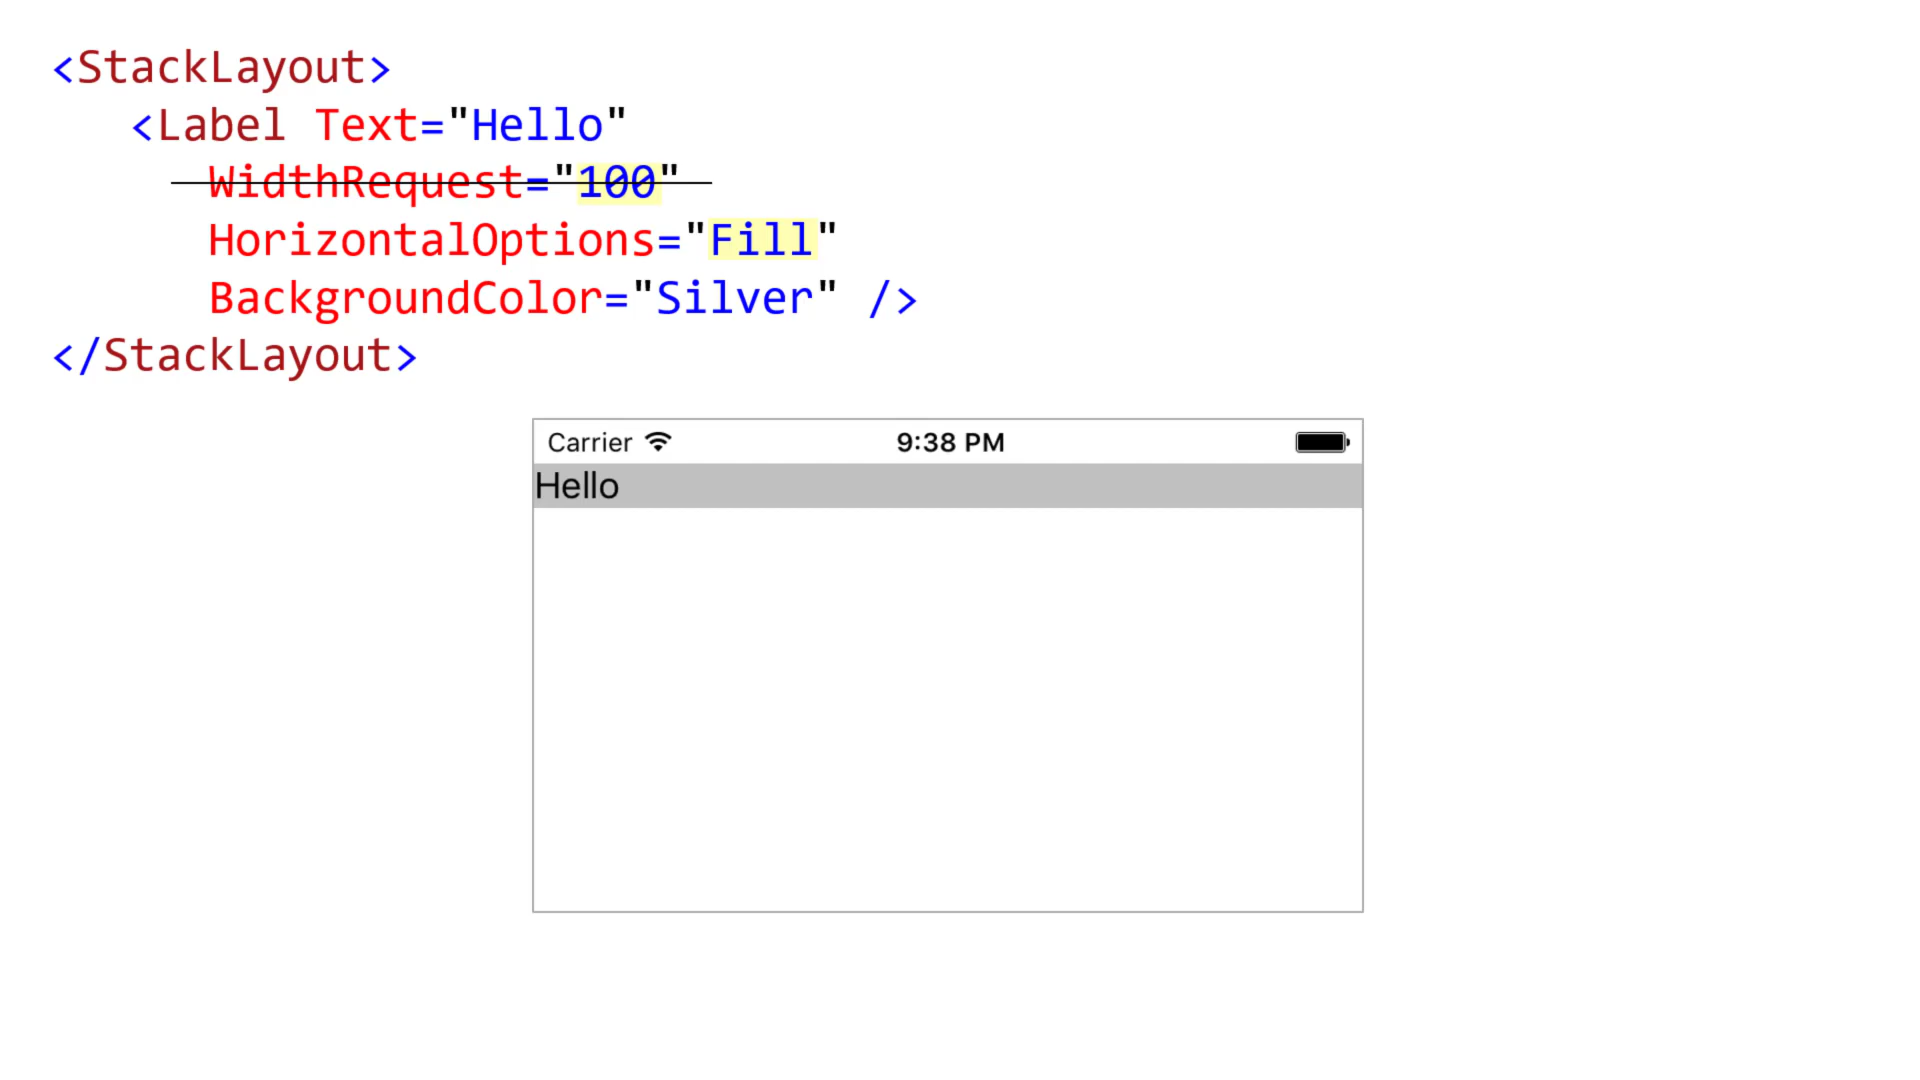 <StackLayout>
<Label Text="Hello"
WidthRequest="100"
HorizontalOptions="Fill"
BackgroundColor="Silver" />
</StackLayout>
Carrier 9:38 PM
Hello